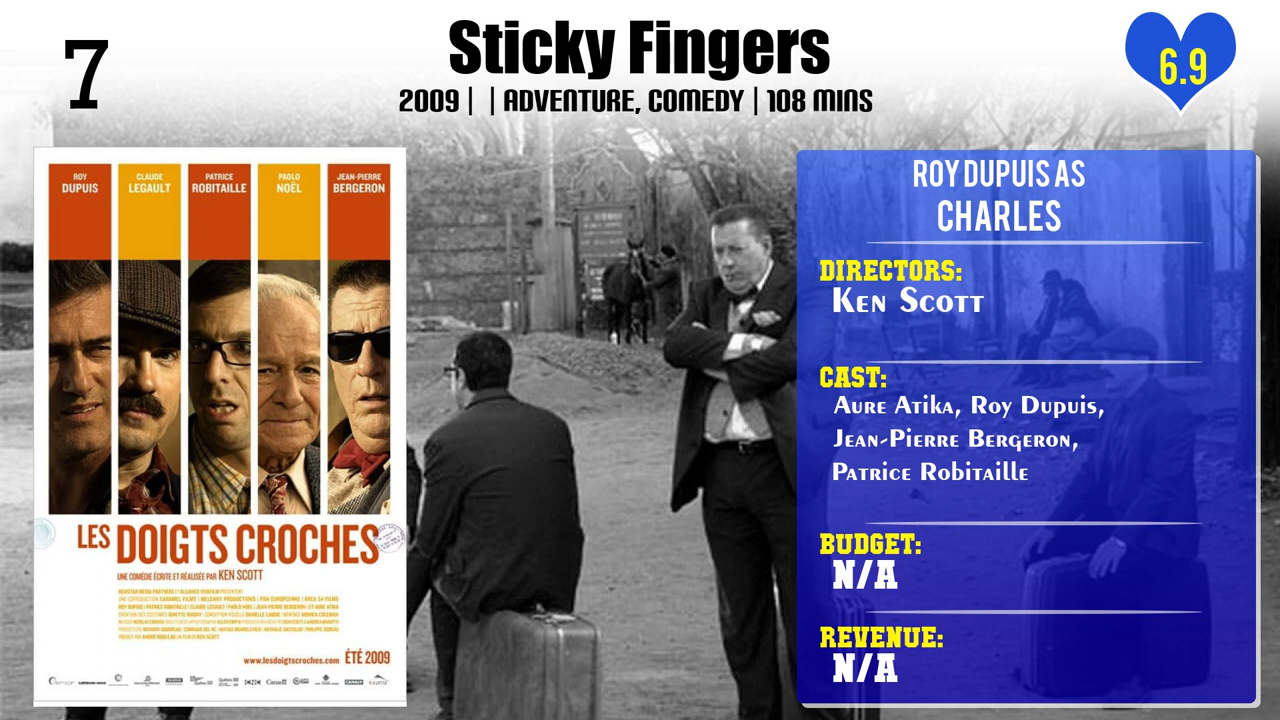 7
Sticky Fingers
2009 | | ADVENTURE, COMEDY | 108 MINS
6.9
ROY DUPUIS
CLAUDE LEGAULT
PATRICE ROBITAILLE
PAOLO NOËL
JEAN-PIERRE BERGERON
LES DOIGTS CROCHES
UNE COMÉDIE ÉCRITE ET RÉALISÉE PAR KEN SCOTT
www.lesdoigtscroches.com ÉTÉ 2009
ROY DUPUIS AS
CHARLES
DIRECTORS:
KEN SCOTT
CAST:
AURE ATIKA, ROY DUPUIS,
JEAN-PIERRE BERGERON,
PATRICE ROBITAILLE
BUDGET:
N/A
REVENUE:
N/A